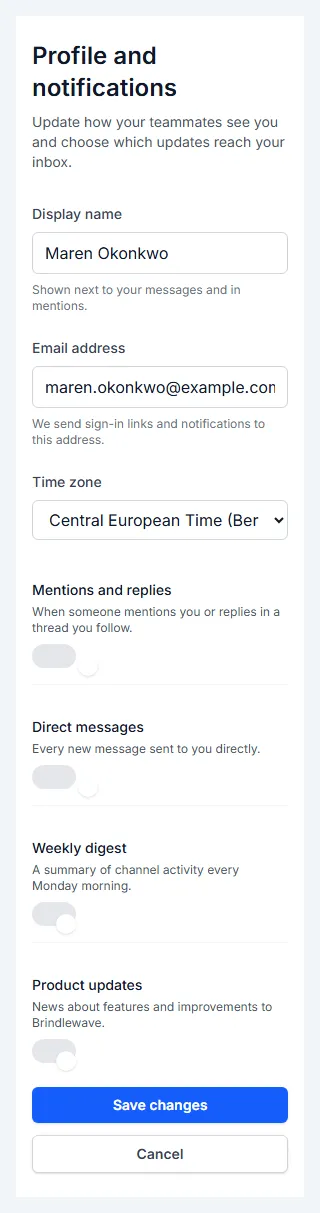 Profile and
notifications
Update how your teammates see you
and choose which updates reach your
inbox.
Display name
Maren Okonkwo
Shown next to your messages and in
mentions.
Email address
maren.okonkwo@example.com
We send sign-in links and notifications to
this address.
Time zone
Central European Time (Ber
Mentions and replies
When someone mentions you or replies in a
thread you follow.
Direct messages
Every new message sent to you directly.
Weekly digest
A summary of channel activity every
Monday morning.
Product updates
News about features and improvements to
Brindlewave.
Save changes
Cancel